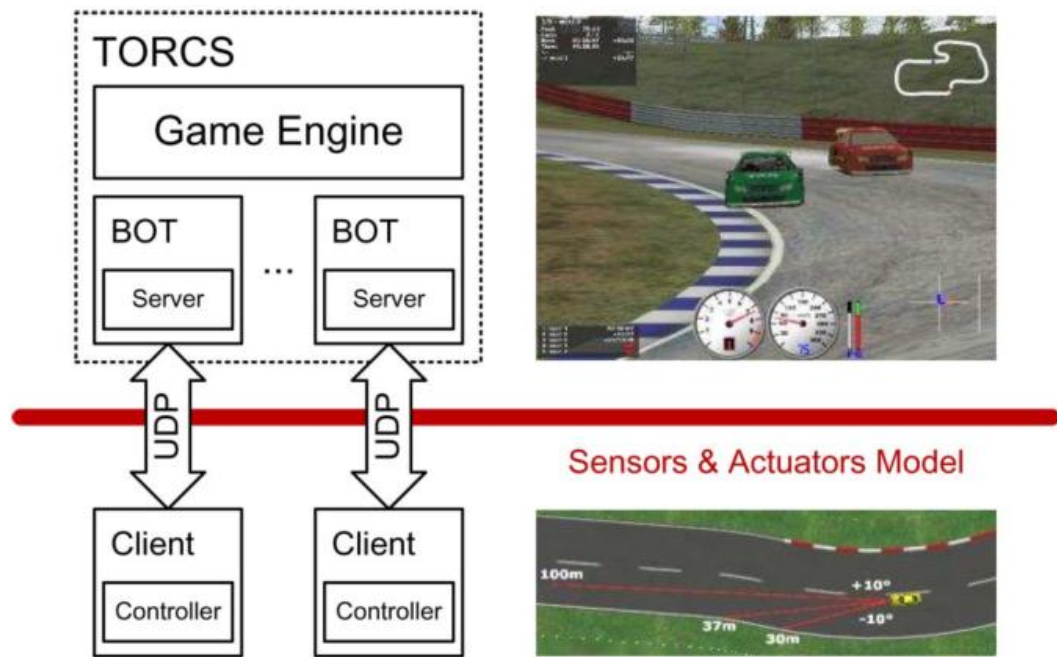 TORCS
Game Engine
BOT
Server
...
BOT
Server
UDP
UDP
Client
Controller
Client
Controller
75
Sensors & Actuators Model
100m
+10°
-10°
37m
30m